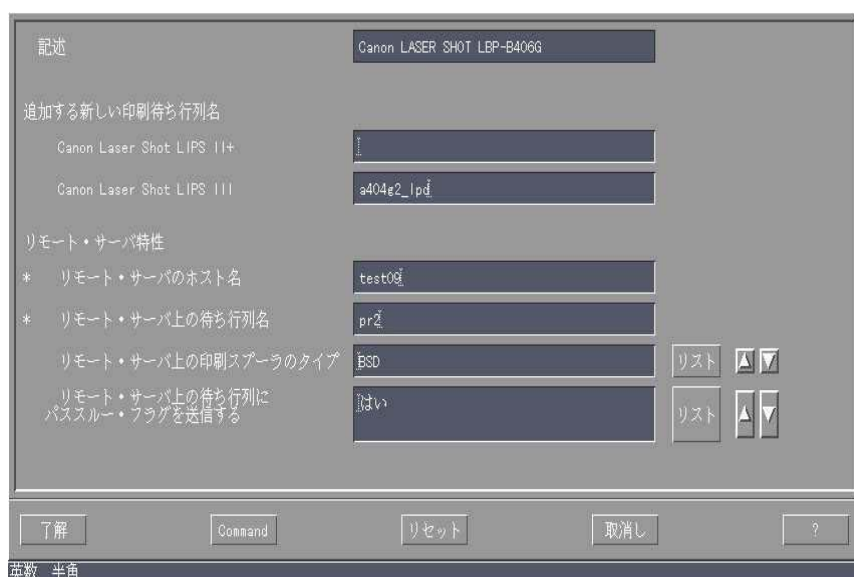 記述 Canon LASER SHOT LBP-B406G
追加する新しい印刷待ち行列名
Canon Laser Shot LIPS II+
Canon Laser Shot LIPS III a404g2_lpd
リモート・サーバ特性
* リモート・サーバのホスト名 test09
* リモート・サーバ上の待ち行列名 pr2
リモート・サーバ上の印刷スプーラのタイプ BSD リスト
リモート・サーバ上の待ち行列に
パススルー・フラグを送信する はい リスト
了解 Command リセット 取消し ?
英数 半角